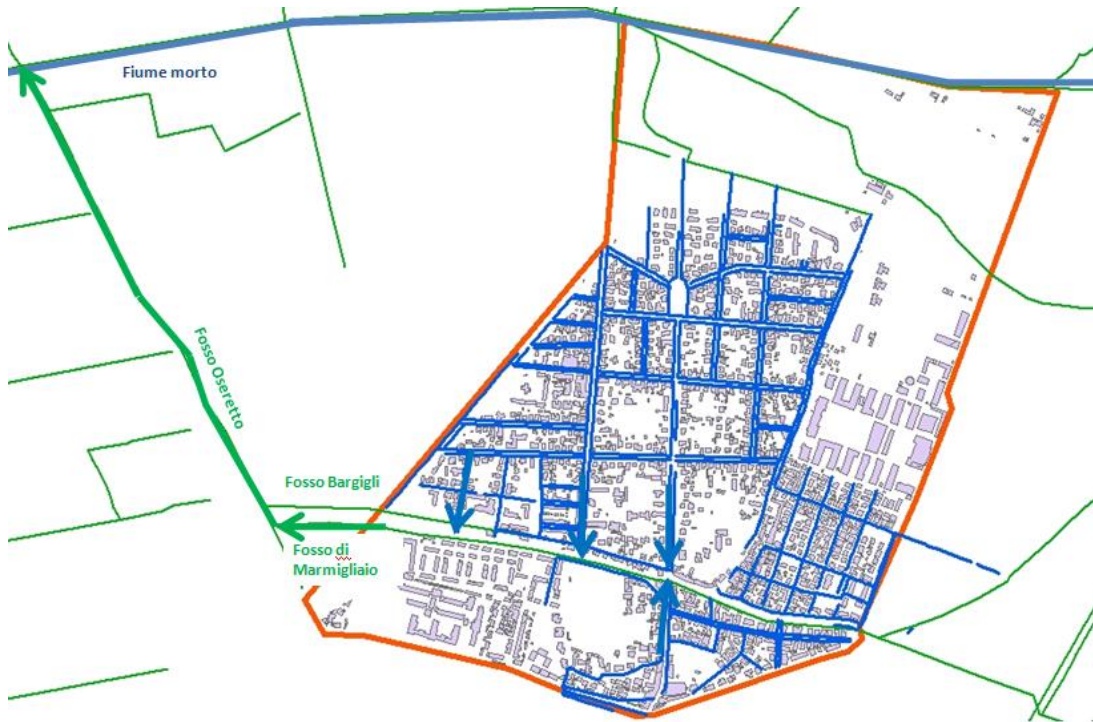 Fiume morto
Fosso Oseretto
Fosso Bargigli
Fosso di
Marmigliaio